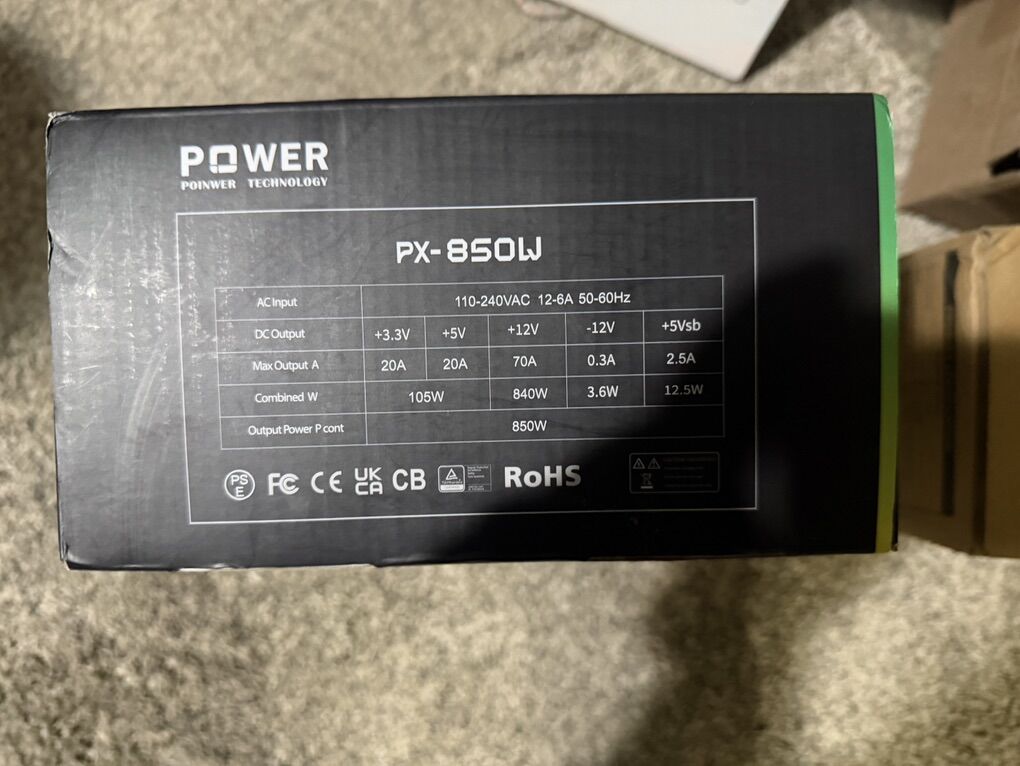 POWER
POINWER TECHNOLOGY
PX-850W
AC Input 110-240VAC 12-6A 50-60Hz
DC Output +3.3V +5V +12V -12V +5Vsb
Max Output A 20A 20A 70A 0.3A 2.5A
Combined W 105W 840W 3.6W 12.5W
Output Power P cont 850W
PS E FC CE UK CA CB RoHS